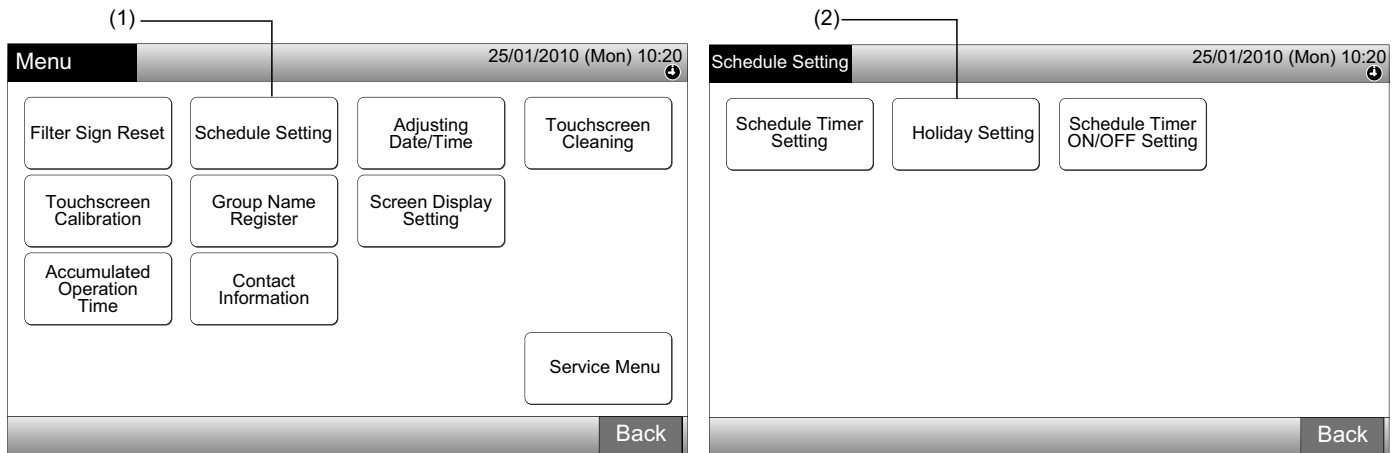 (1)
Menu
25/01/2010 (Mon) 10:20
Filter Sign Reset
Schedule Setting
Adjusting
Date/Time
Touchscreen
Cleaning
Touchscreen
Calibration
Group Name
Register
Screen Display
Setting
Accumulated
Operation
Time
Contact
Information
Service Menu
Back
(2)
Schedule Setting
25/01/2010 (Mon) 10:20
Schedule Timer
Setting
Holiday Setting
Schedule Timer
ON/OFF Setting
Back